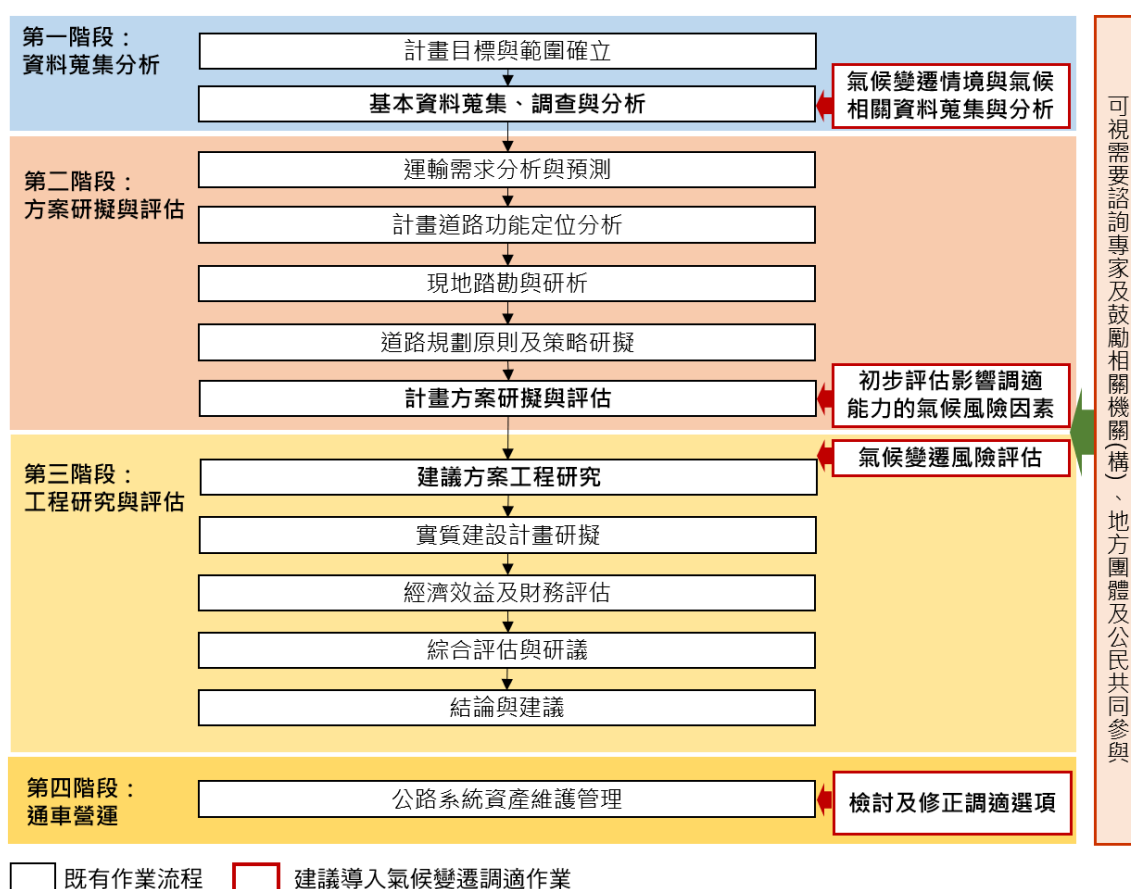 第一階段：
資料蒐集分析
計畫目標與範圍確立
基本資料蒐集、調查與分析
氣候變遷情境與氣候
相關資料蒐集與分析
第二階段：
方案研擬與評估
運輸需求分析與預測
計畫道路功能定位分析
現地踏勘與研析
道路規劃原則及策略研擬
計畫方案研擬與評估
初步評估影響調適
能力的氣候風險因素
第三階段：
工程研究與評估
建議方案工程研究
氣候變遷風險評估
實質建設計畫研擬
經濟效益及財務評估
綜合評估與研議
結論與建議
第四階段：
通車營運
公路系統資產維護管理
檢討及修正調適選項
可視需要諮詢專家及鼓勵相關機關(構)、地方團體及公民共同參與
既有作業流程
建議導入氣候變遷調適作業